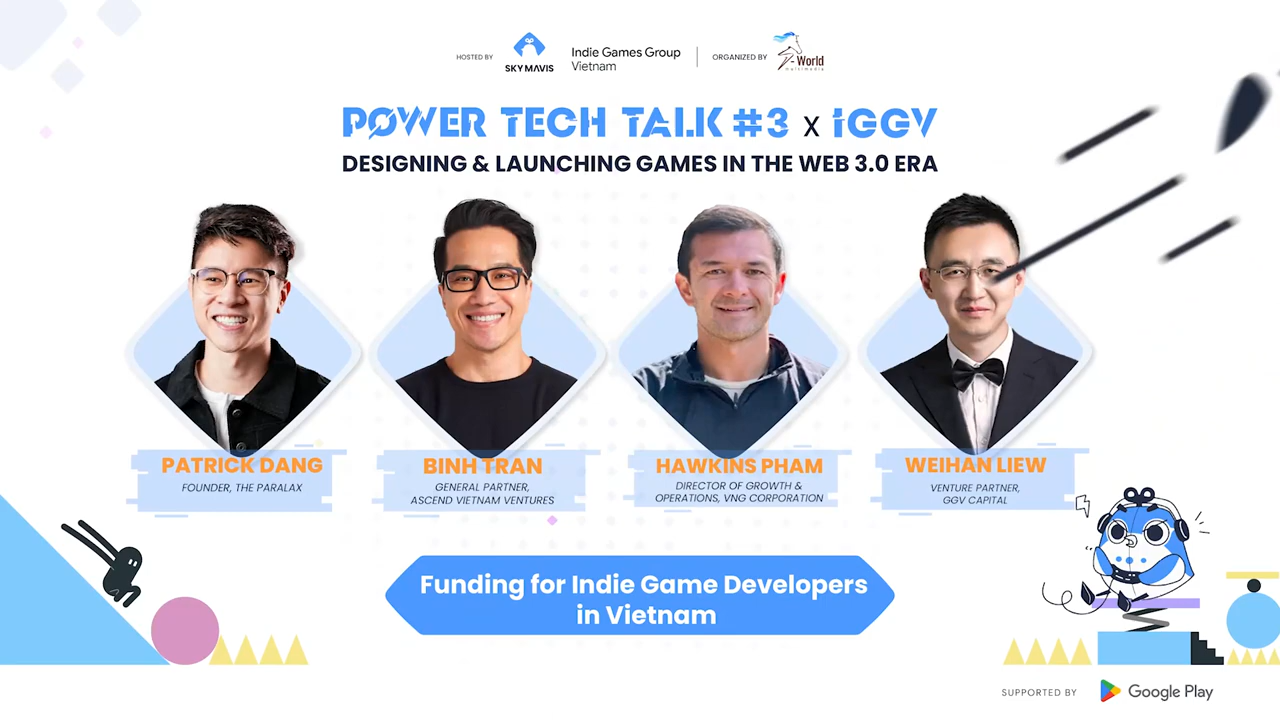 HOSTED BY
SKY MAVIS
Indie Games Group
Vietnam
ORGANIZED BY
World
multimedia
POWER TECH TALK #3 x iGGV
DESIGNING & LAUNCHING GAMES IN THE WEB 3.0 ERA
PATRICK DANG
FOUNDER, THE PARALAX
BINH TRAN
GENERAL PARTNER,
ASCEND VIETNAM VENTURES
HAWKINS PHAM
DIRECTOR OF GROWTH &
OPERATIONS, VNG CORPORATION
WEIHAN LIEW
VENTURE PARTNER,
GGV CAPITAL
Funding for Indie Game Developers
in Vietnam
SUPPORTED BY
Google Play